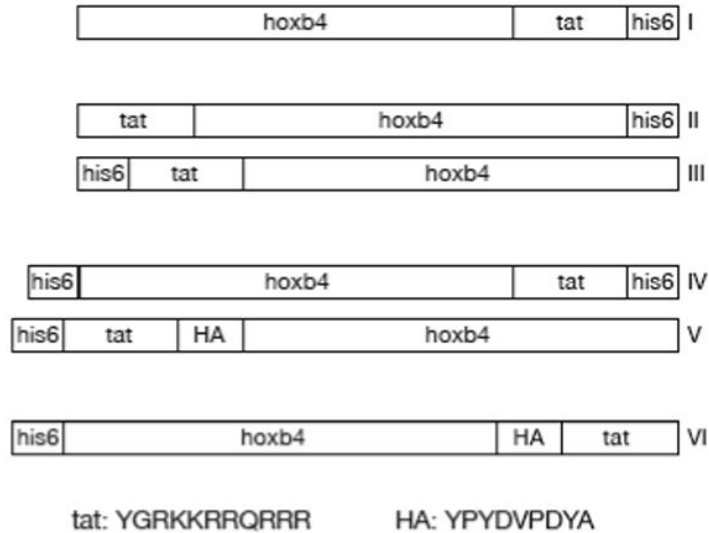 hoxb4 tat his6 I
tat hoxb4 his6 II
his6 tat hoxb4 III
his6 hoxb4 tat his6 IV
his6 tat HA hoxb4 V
his6 hoxb4 HA tat VI
tat: YGRKKRRQRRR HA: YPYDVPDYA